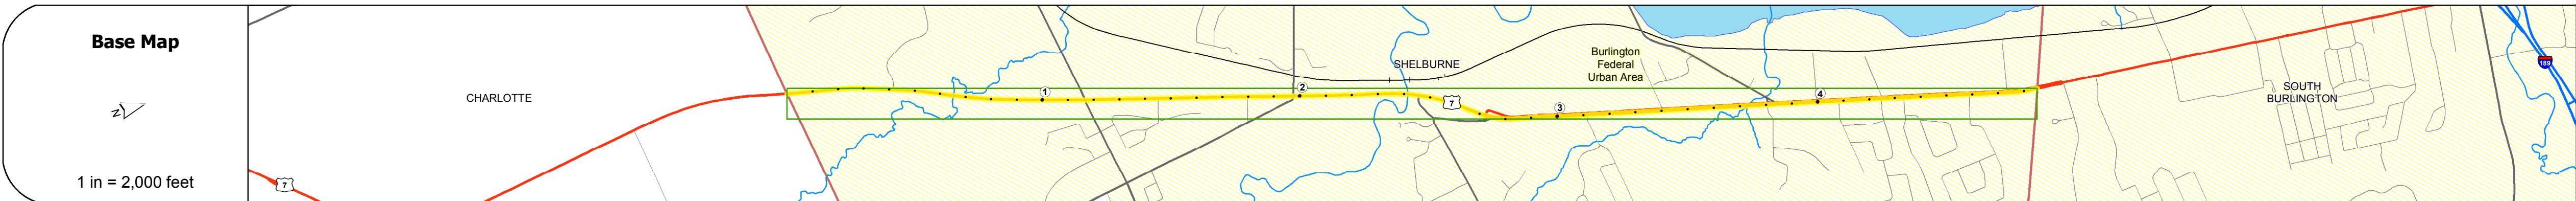 Base Map
N
1 in = 2,000 feet
CHARLOTTE
7
1
2
SHELBURNE
7
3
Burlington
Federal
Urban Area
4
SOUTH
BURLINGTON
189